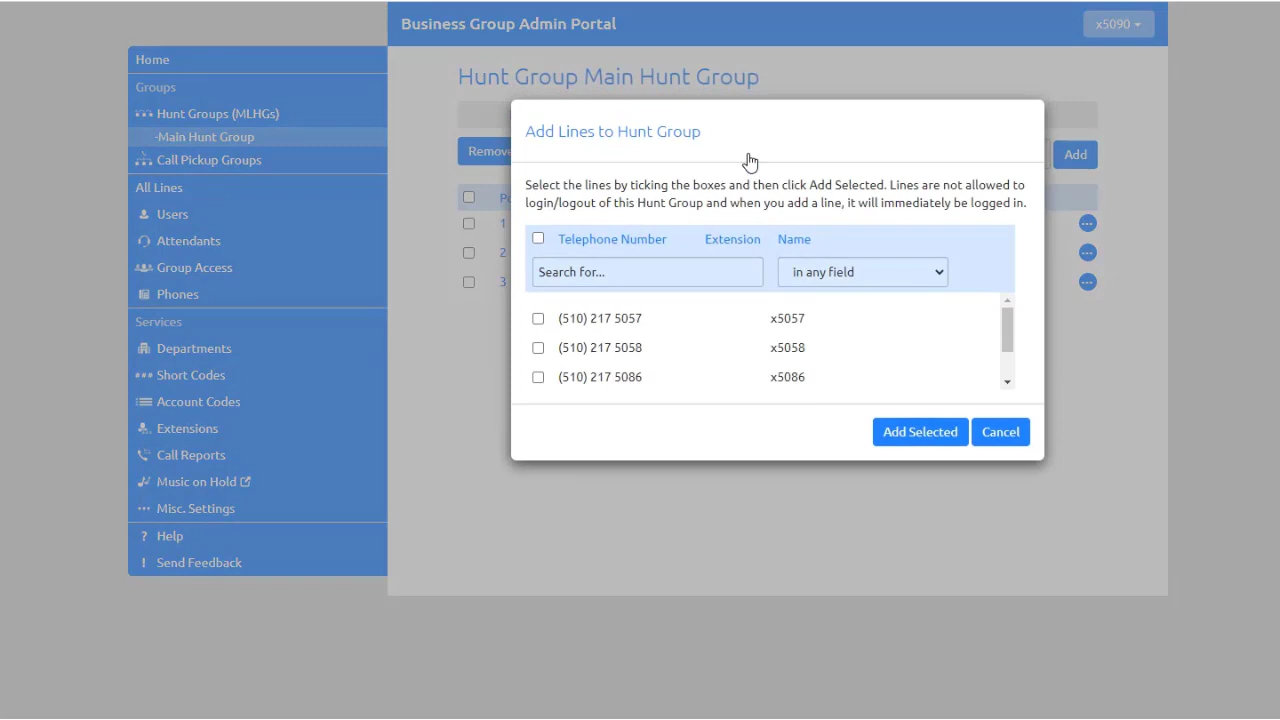 Business Group Admin Portal
x5090
Home
Groups
Hunt Groups (MLHGs)
-Main Hunt Group
Call Pickup Groups
All Lines
Users
Attendants
Group Access
Phones
Services
Departments
Short Codes
Account Codes
Extensions
Call Reports
Music on Hold
Misc. Settings
? Help
! Send Feedback
Hunt Group Main Hunt Group
Remove
Add
1
2
3
Add Lines to Hunt Group
Select the lines by ticking the boxes and then click Add Selected. Lines are not allowed to
login/logout of this Hunt Group and when you add a line, it will immediately be logged in.
Telephone Number Extension Name
Search for... in any field
(510) 217 5057 x5057
(510) 217 5058 x5058
(510) 217 5086 x5086
Add Selected Cancel